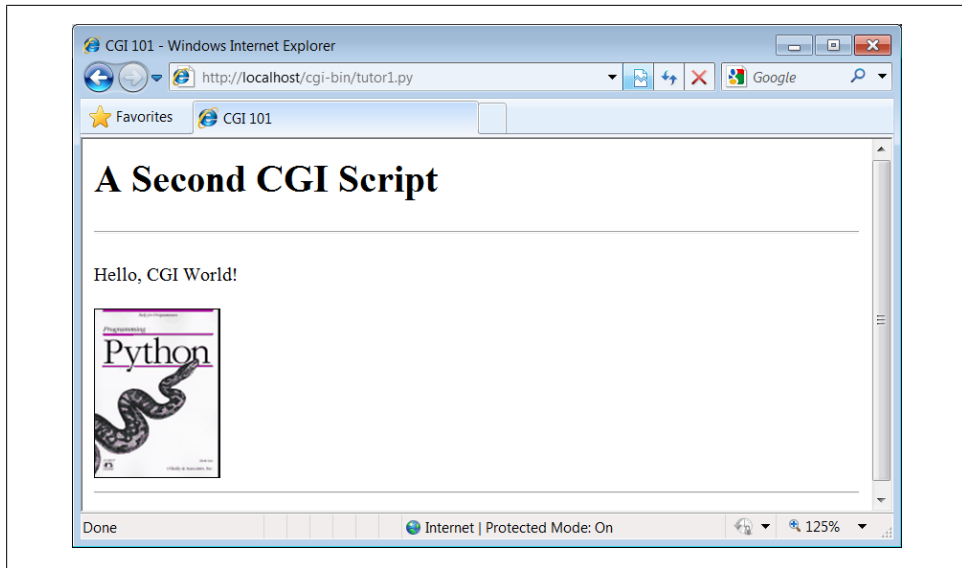 CGI 101 - Windows Internet Explorer
http://localhost/cgi-bin/tutor1.py
Google
Favorites
CGI 101
A Second CGI Script
Hello, CGI World!
Programming
Python
Done
Internet | Protected Mode: On
125%